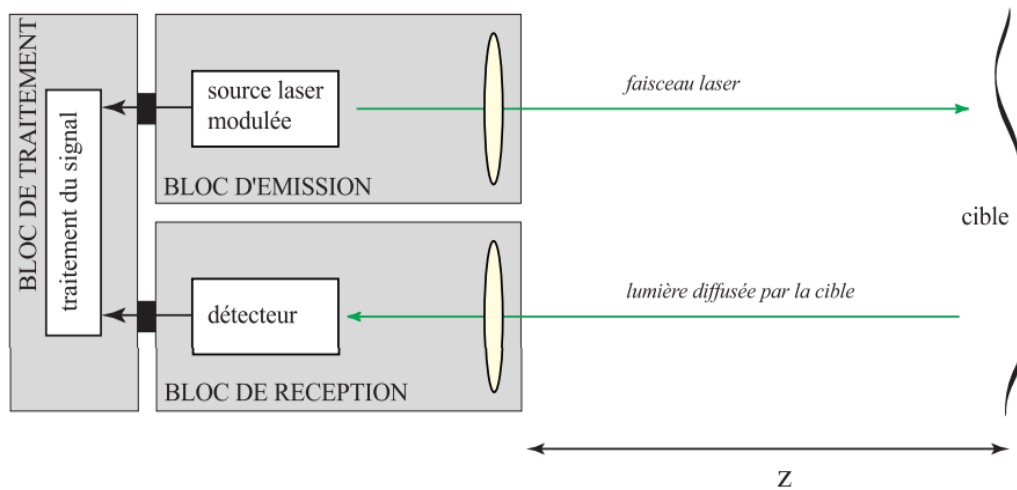 BLOC DE TRAITEMENT
traitement du signal
source laser
modulée
BLOC D'EMISSION
faisceau laser
cible
détecteur
BLOC DE RECEPTION
lumière diffusée par la cible
z